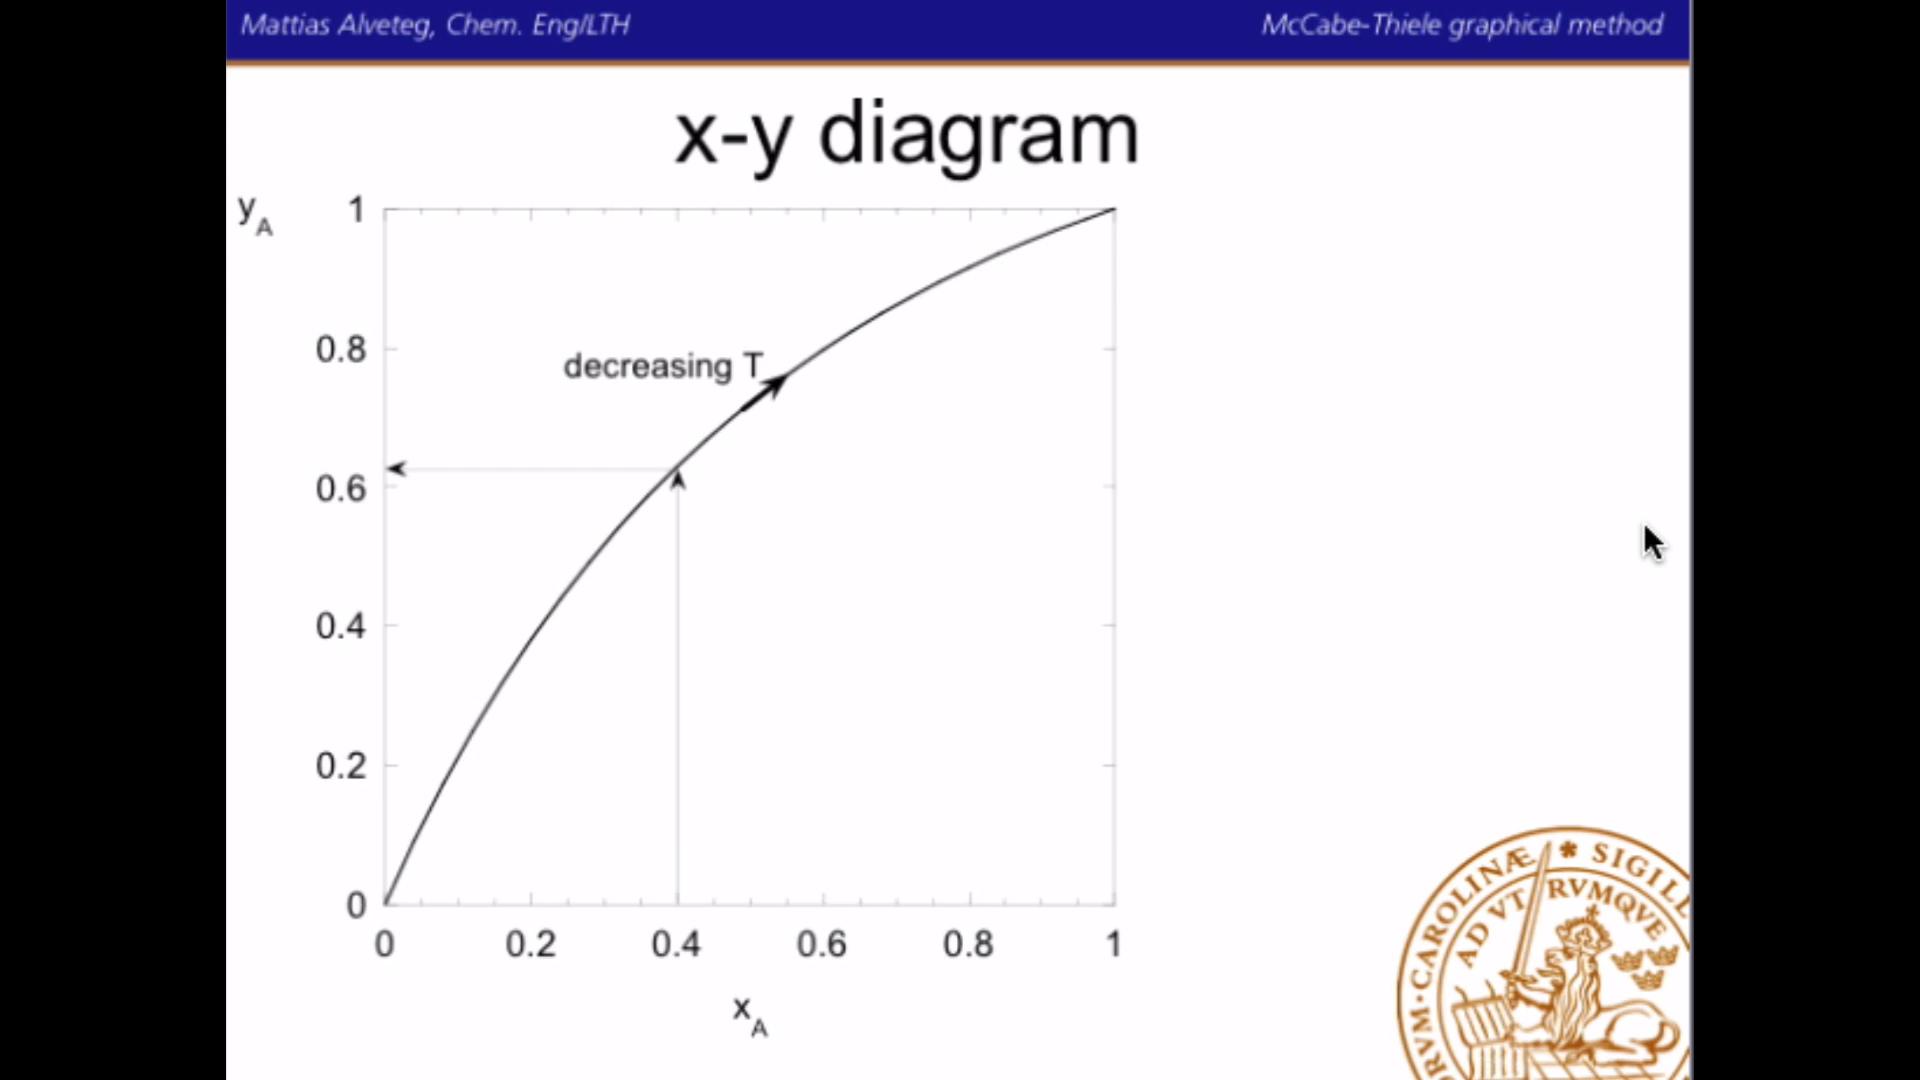 Mattias Alveteg, Chem. Eng/LTH
McCabe-Thiele graphical method
x-y diagram
yA
1
0.8
decreasing T
0.6
0.4
0.2
0
0 0.2 0.4 0.6 0.8 1
xA
CAROLINÆ * SIGILL
AD VT RVMQVE